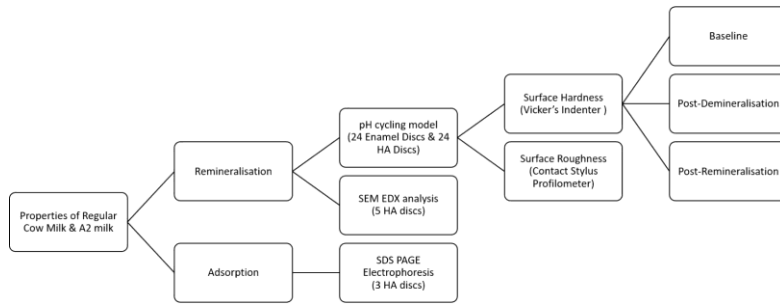 Properties of Regular
Cow Milk & A2 milk
Remineralisation
Adsorption
pH cycling model
(24 Enamel Discs & 24
HA Discs)
SEM EDX analysis
(5 HA discs)
SDS PAGE
Electrophoresis
(3 HA discs)
Surface Hardness
(Vicker's Indenter )
Surface Roughness
(Contact Stylus
Profilometer)
Baseline
Post-Demineralisation
Post-Remineralisation